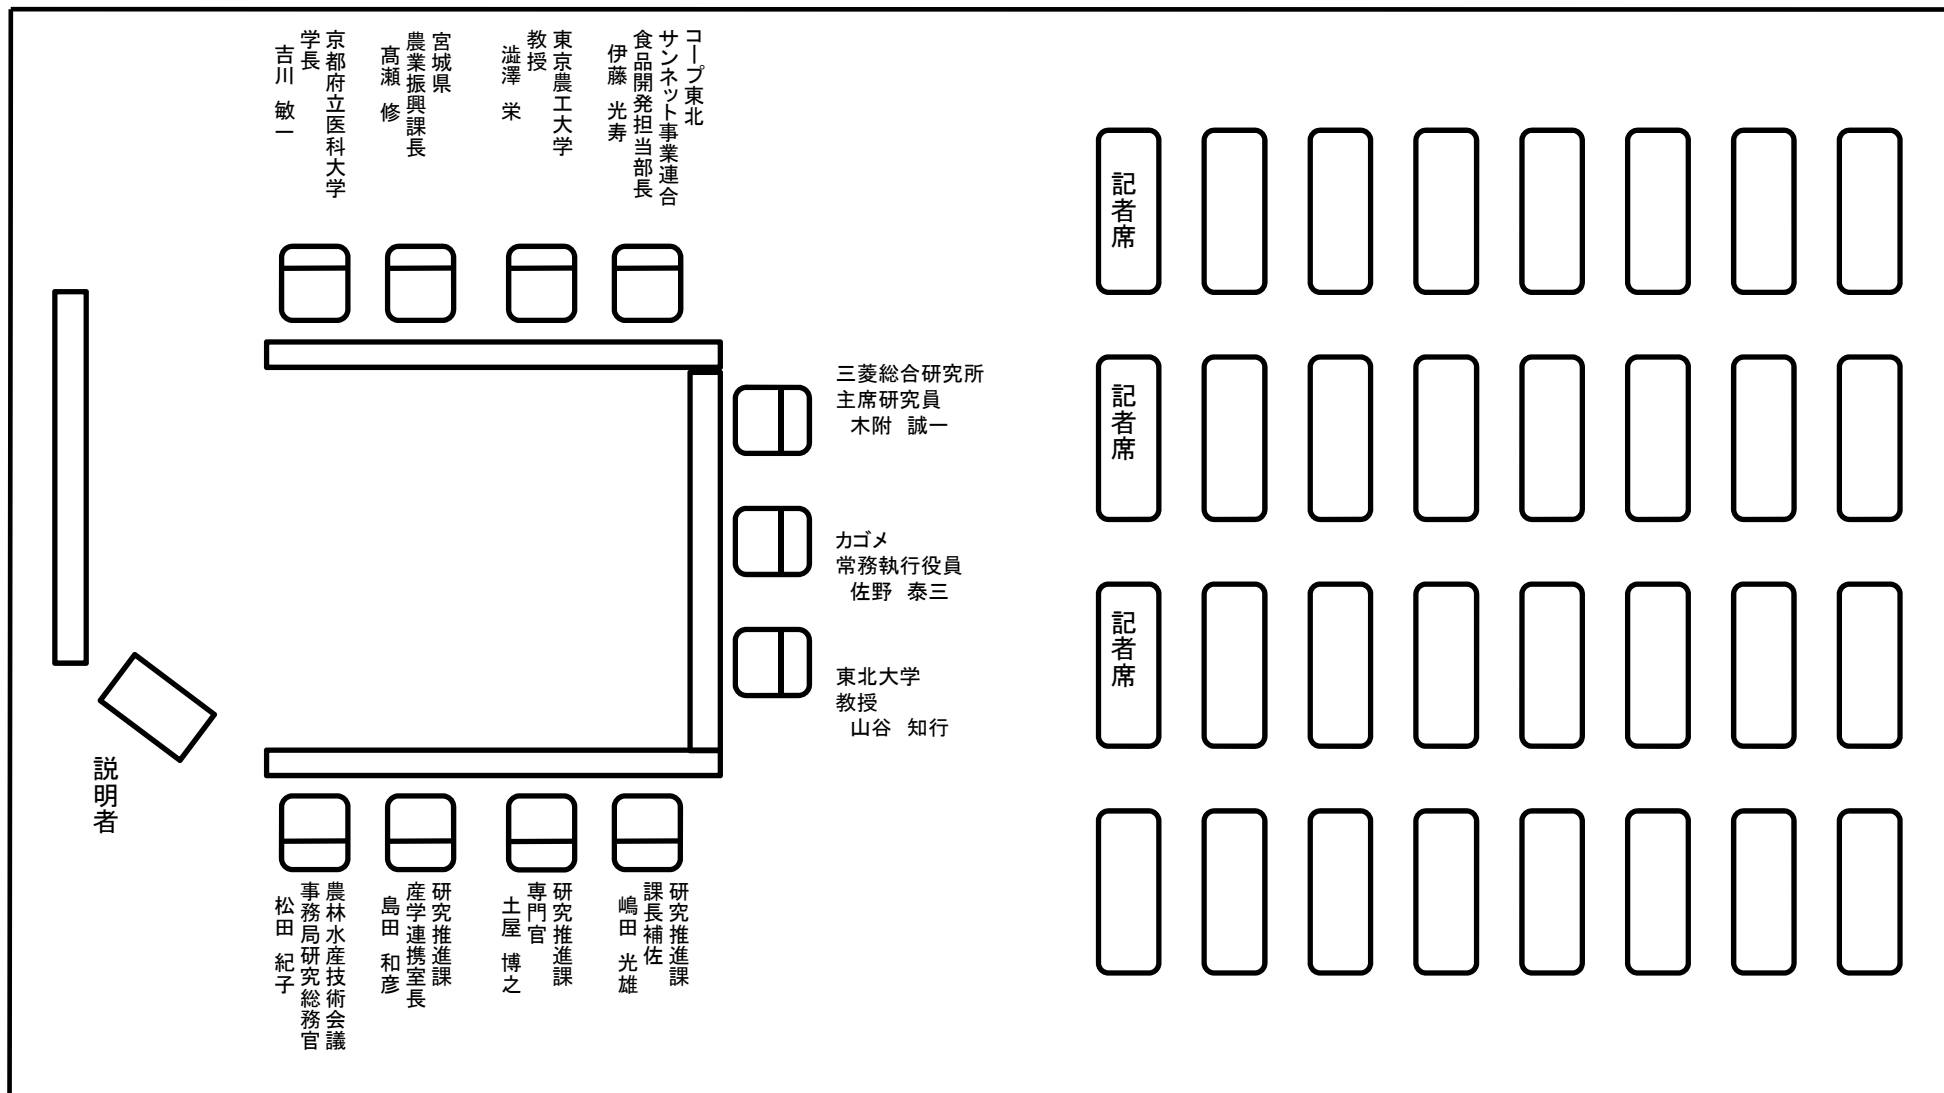 コープ東北
サンネット事業連合
食品開発担当部長
伊藤　光寿
東京農工大学
教授
澁澤　栄
宮城県
農業振興課長
髙瀬　修
京都府立医科大学
学長
吉川　敏一
三菱総合研究所
主席研究員
木附　誠一
カゴメ
常務執行役員
佐野　泰三
東北大学
教授
山谷　知行
研究推進課
課長補佐
嶋田　光雄
研究推進課
専門官
土屋　博之
研究推進課
産学連携室長
島田　和彦
農林水産技術会議
事務局研究総務官
松田　紀子
説明者
記者席
記者席
記者席